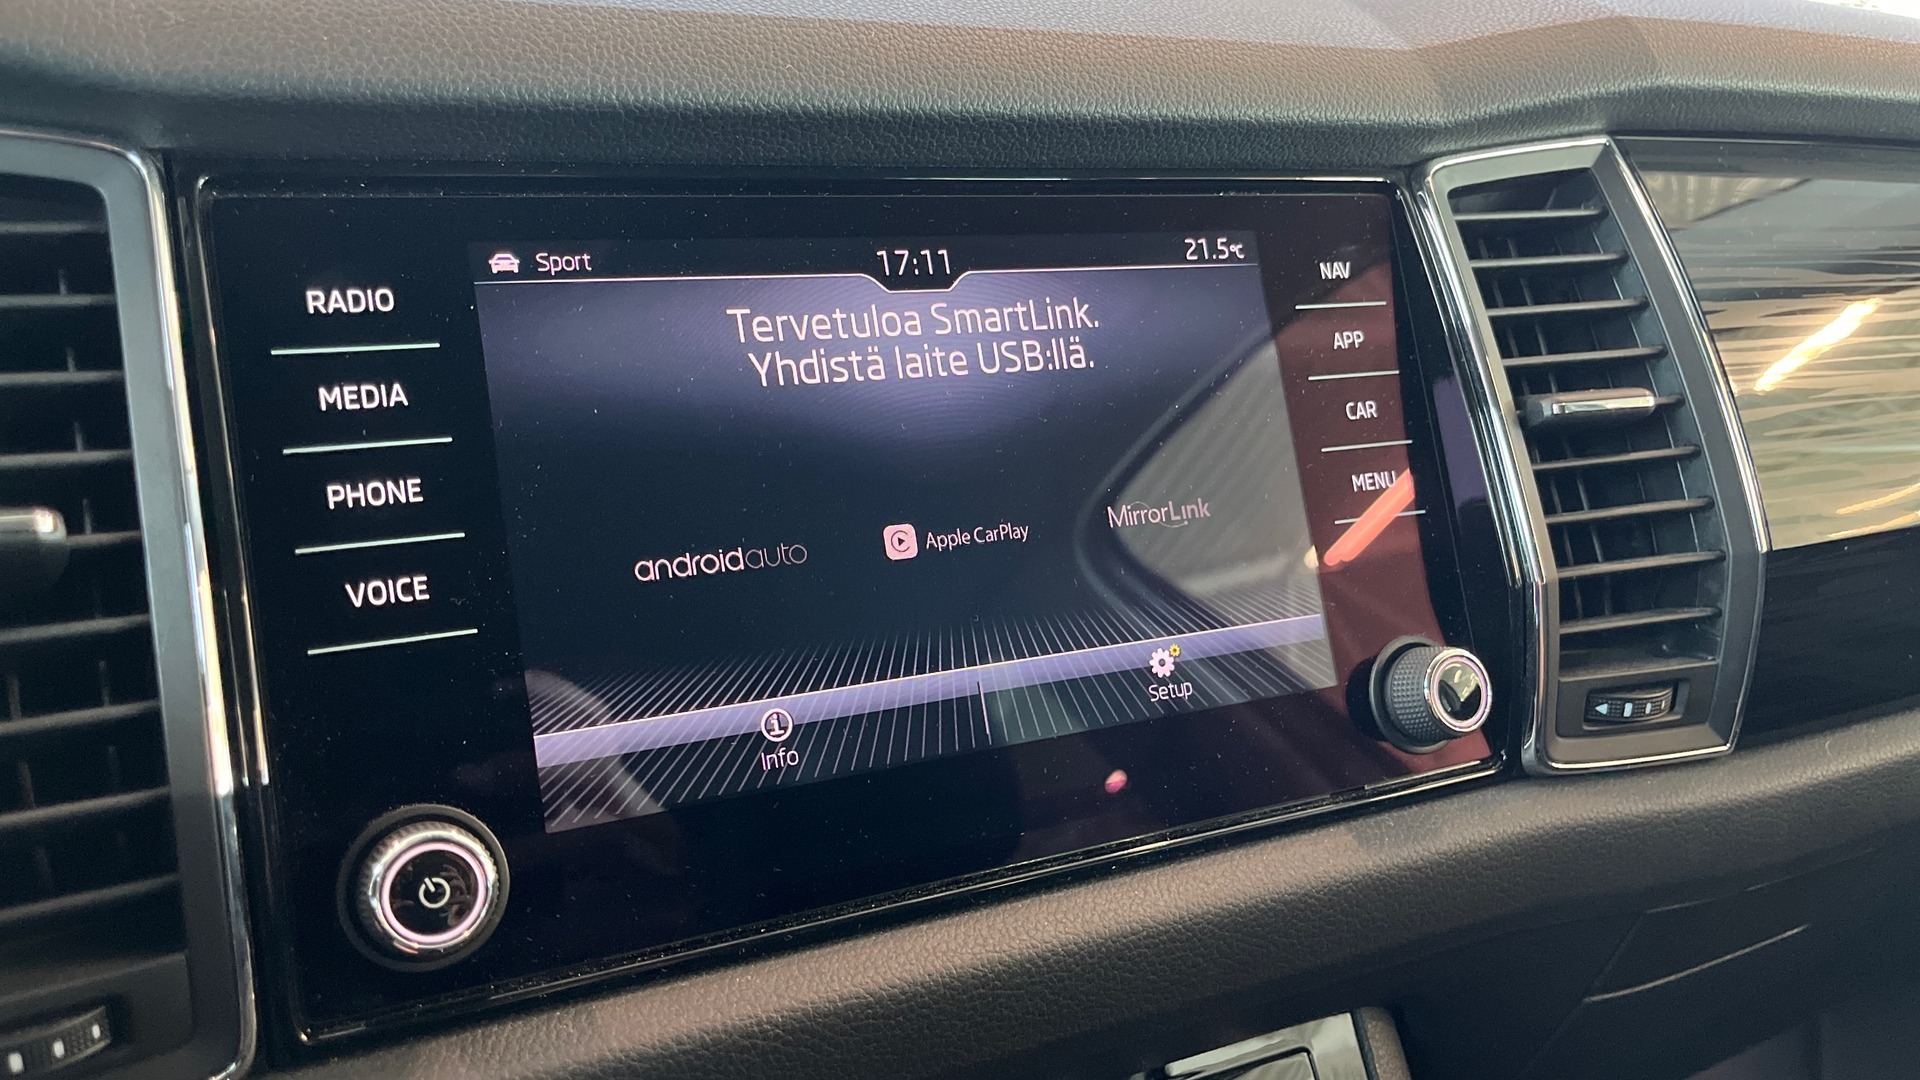 Sport
17:11
21.5°C
RADIO
MEDIA
PHONE
VOICE
Tervetuloa SmartLink.
Yhdistä laite USB:llä.
androidauto
Apple CarPlay
MirrorLink
Info
Setup
NAV
APP
CAR
MENU